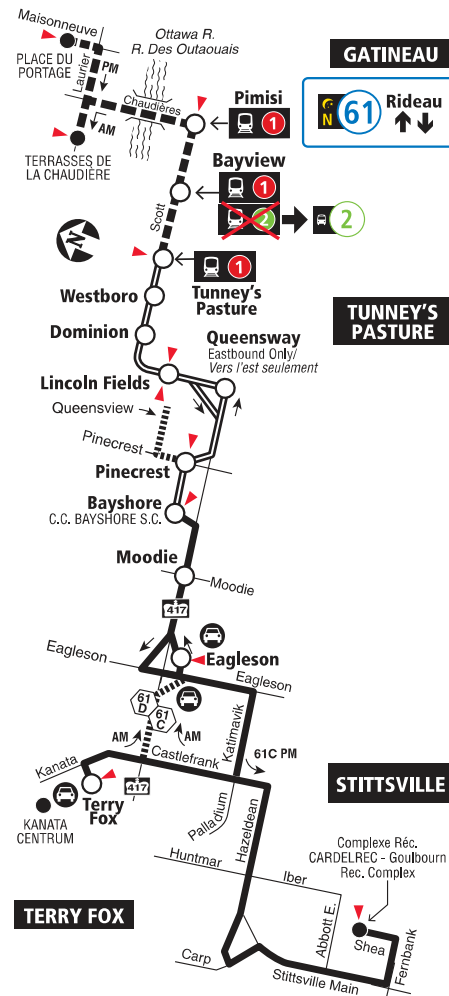 Maisonneuve
Ottawa R.
R. Des Outaouais
PLACE DU
PORTAGE
Laurier
PM
AM
Chaudières
TERRASSES DE
LA CHAUDIÈRE
GATINEAU
N
61
Rideau
Pimisi
1
Bayview
1
2
2
Scott
N
Tunney's
Pasture
1
TUNNEY'S
PASTURE
Westboro
Dominion
Queensway
Eastbound Only/
Vers l'est seulement
Lincoln Fields
Queensview
Pinecrest
Pinecrest
Bayshore
C.C. BAYSHORE S.C.
Moodie
Moodie
417
Eagleson
Eagleson
Eagleson
61
D
61
C
AM
AM
Katimavik
61C PM
Castlefrank
Kanata
417
Terry
Fox
KANATA
CENTRUM
Palladium
Hazeldean
STITTSVILLE
Huntmar
Iber
Complexe Réc.
CARDELREC - Goulbourn
Rec. Complex
Abbott E.
Shea
Fernbank
TERRY FOX
Carp
Stittsville Main